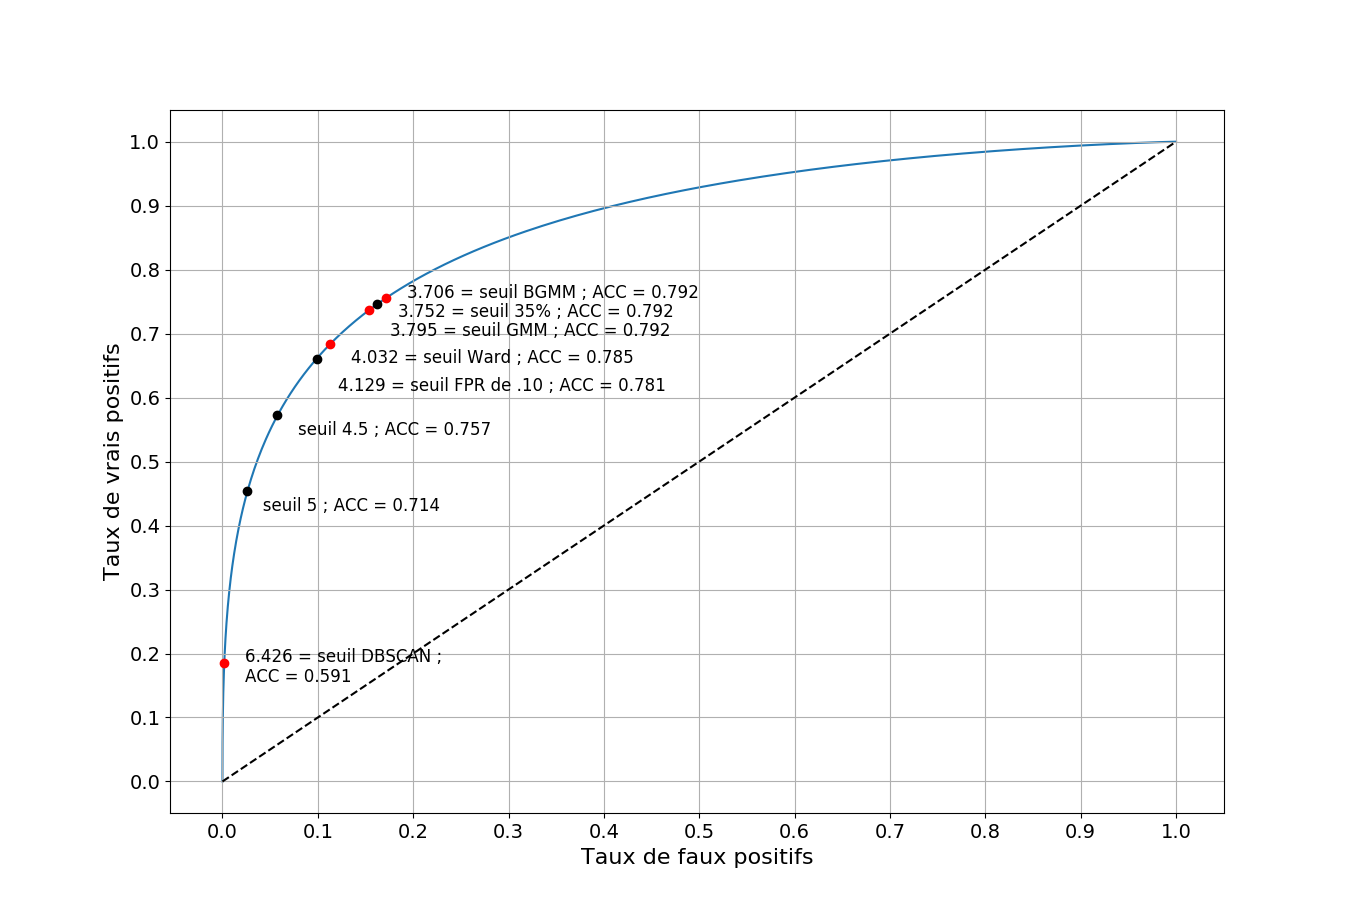 1.0
0.9
0.8
0.7
0.6
0.5
0.4
0.3
0.2
0.1
0.0
Taux de vrais positifs
3.706 = seuil BGMM ; ACC = 0.792
3.752 = seuil 35% ; ACC = 0.792
3.795 = seuil GMM ; ACC = 0.792
4.032 = seuil Ward ; ACC = 0.785
4.129 = seuil FPR de .10 ; ACC = 0.781
seuil 4.5 ; ACC = 0.757
seuil 5 ; ACC = 0.714
6.426 = seuil DBSCAN ;
ACC = 0.591
0.0 0.1 0.2 0.3 0.4 0.5 0.6 0.7 0.8 0.9 1.0
Taux de faux positifs